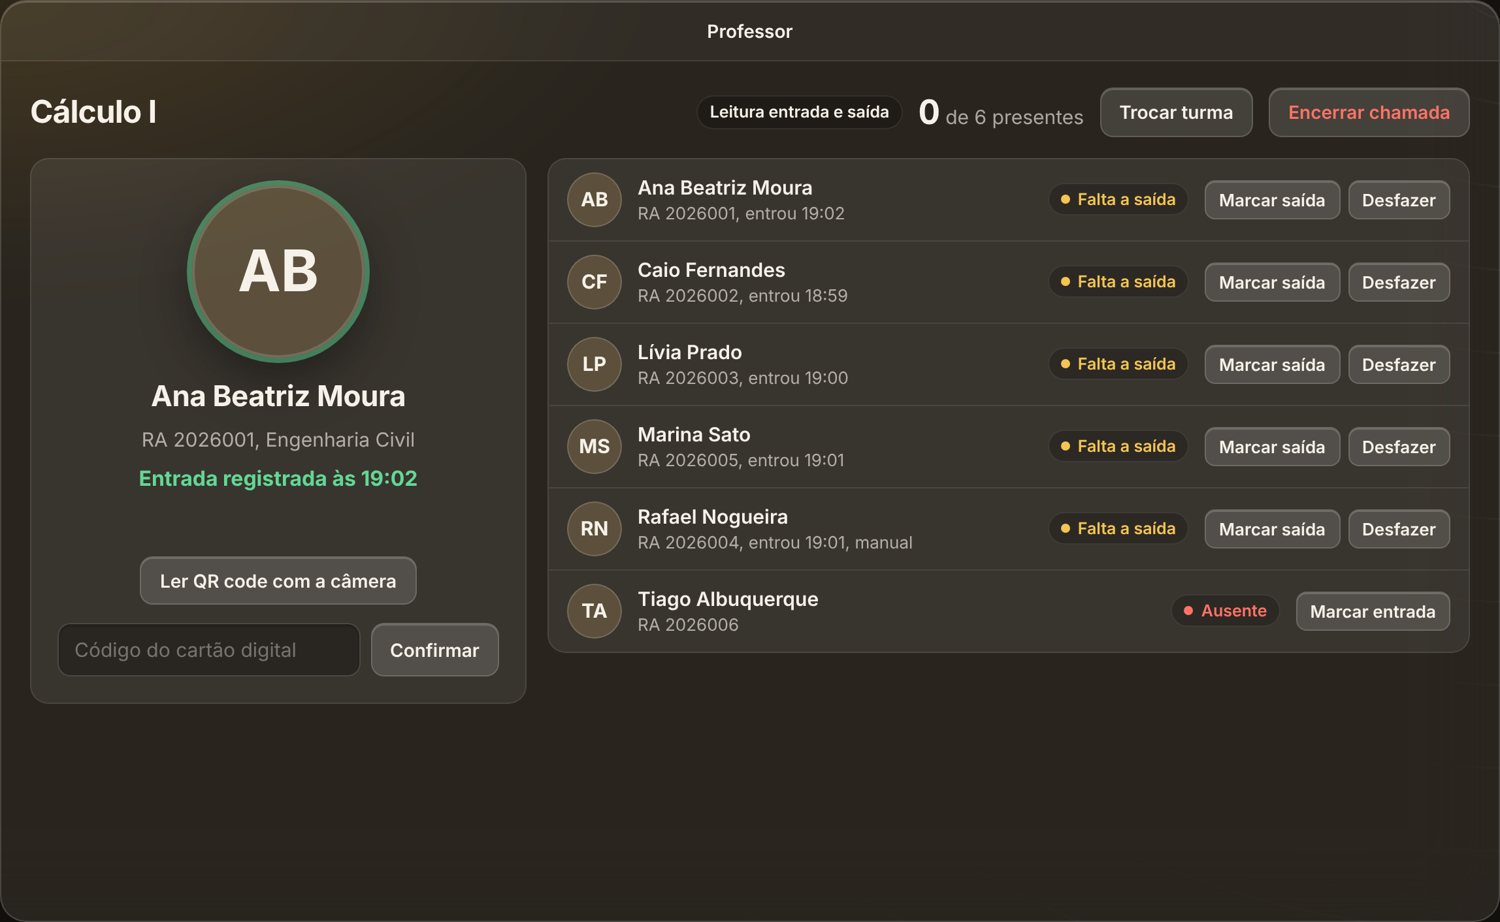 Professor
Cálculo I
Leitura entrada e saída
0 de 6 presentes
Trocar turma
Encerrar chamada
AB
Ana Beatriz Moura
RA 2026001, Engenharia Civil
Entrada registrada às 19:02
Ler QR code com a câmera
Código do cartão digital
Confirmar
AB
Ana Beatriz Moura
RA 2026001, entrou 19:02
Falta a saída
Marcar saída
Desfazer
CF
Caio Fernandes
RA 2026002, entrou 18:59
Falta a saída
Marcar saída
Desfazer
LP
Lívia Prado
RA 2026003, entrou 19:00
Falta a saída
Marcar saída
Desfazer
MS
Marina Sato
RA 2026005, entrou 19:01
Falta a saída
Marcar saída
Desfazer
RN
Rafael Nogueira
RA 2026004, entrou 19:01, manual
Falta a saída
Marcar saída
Desfazer
TA
Tiago Albuquerque
RA 2026006
Ausente
Marcar entrada